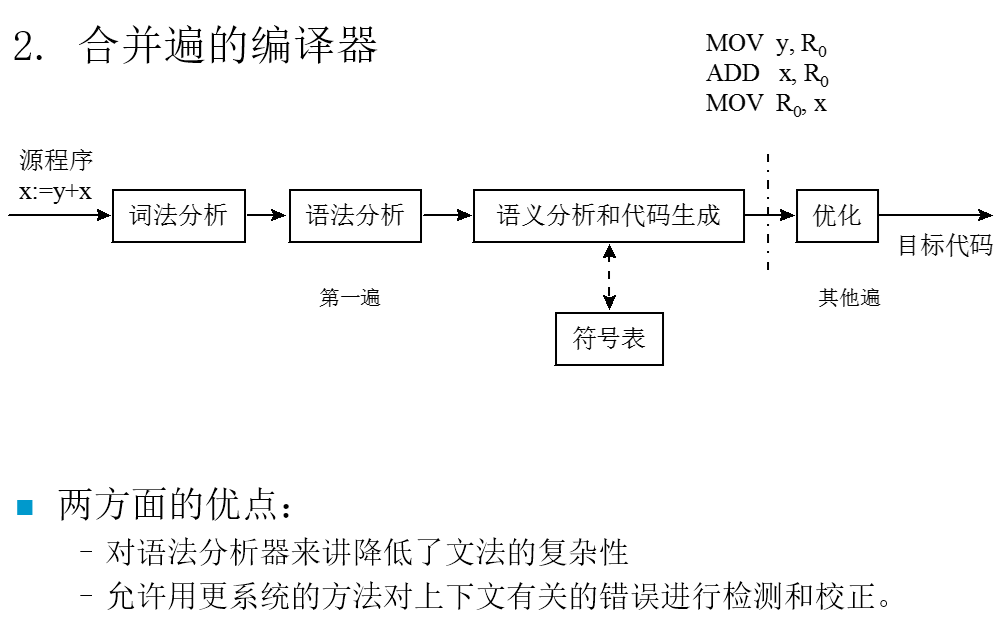 2. 合并遍的编译器
MOV y, R0
ADD x, R0
MOV R0, x
源程序
x:=y+x
词法分析
语法分析
语义分析和代码生成
优化
目标代码
第一遍
其他遍
符号表
■ 两方面的优点：
- 对语法分析器来讲降低了文法的复杂性
- 允许用更系统的方法对上下文有关的错误进行检测和校正。